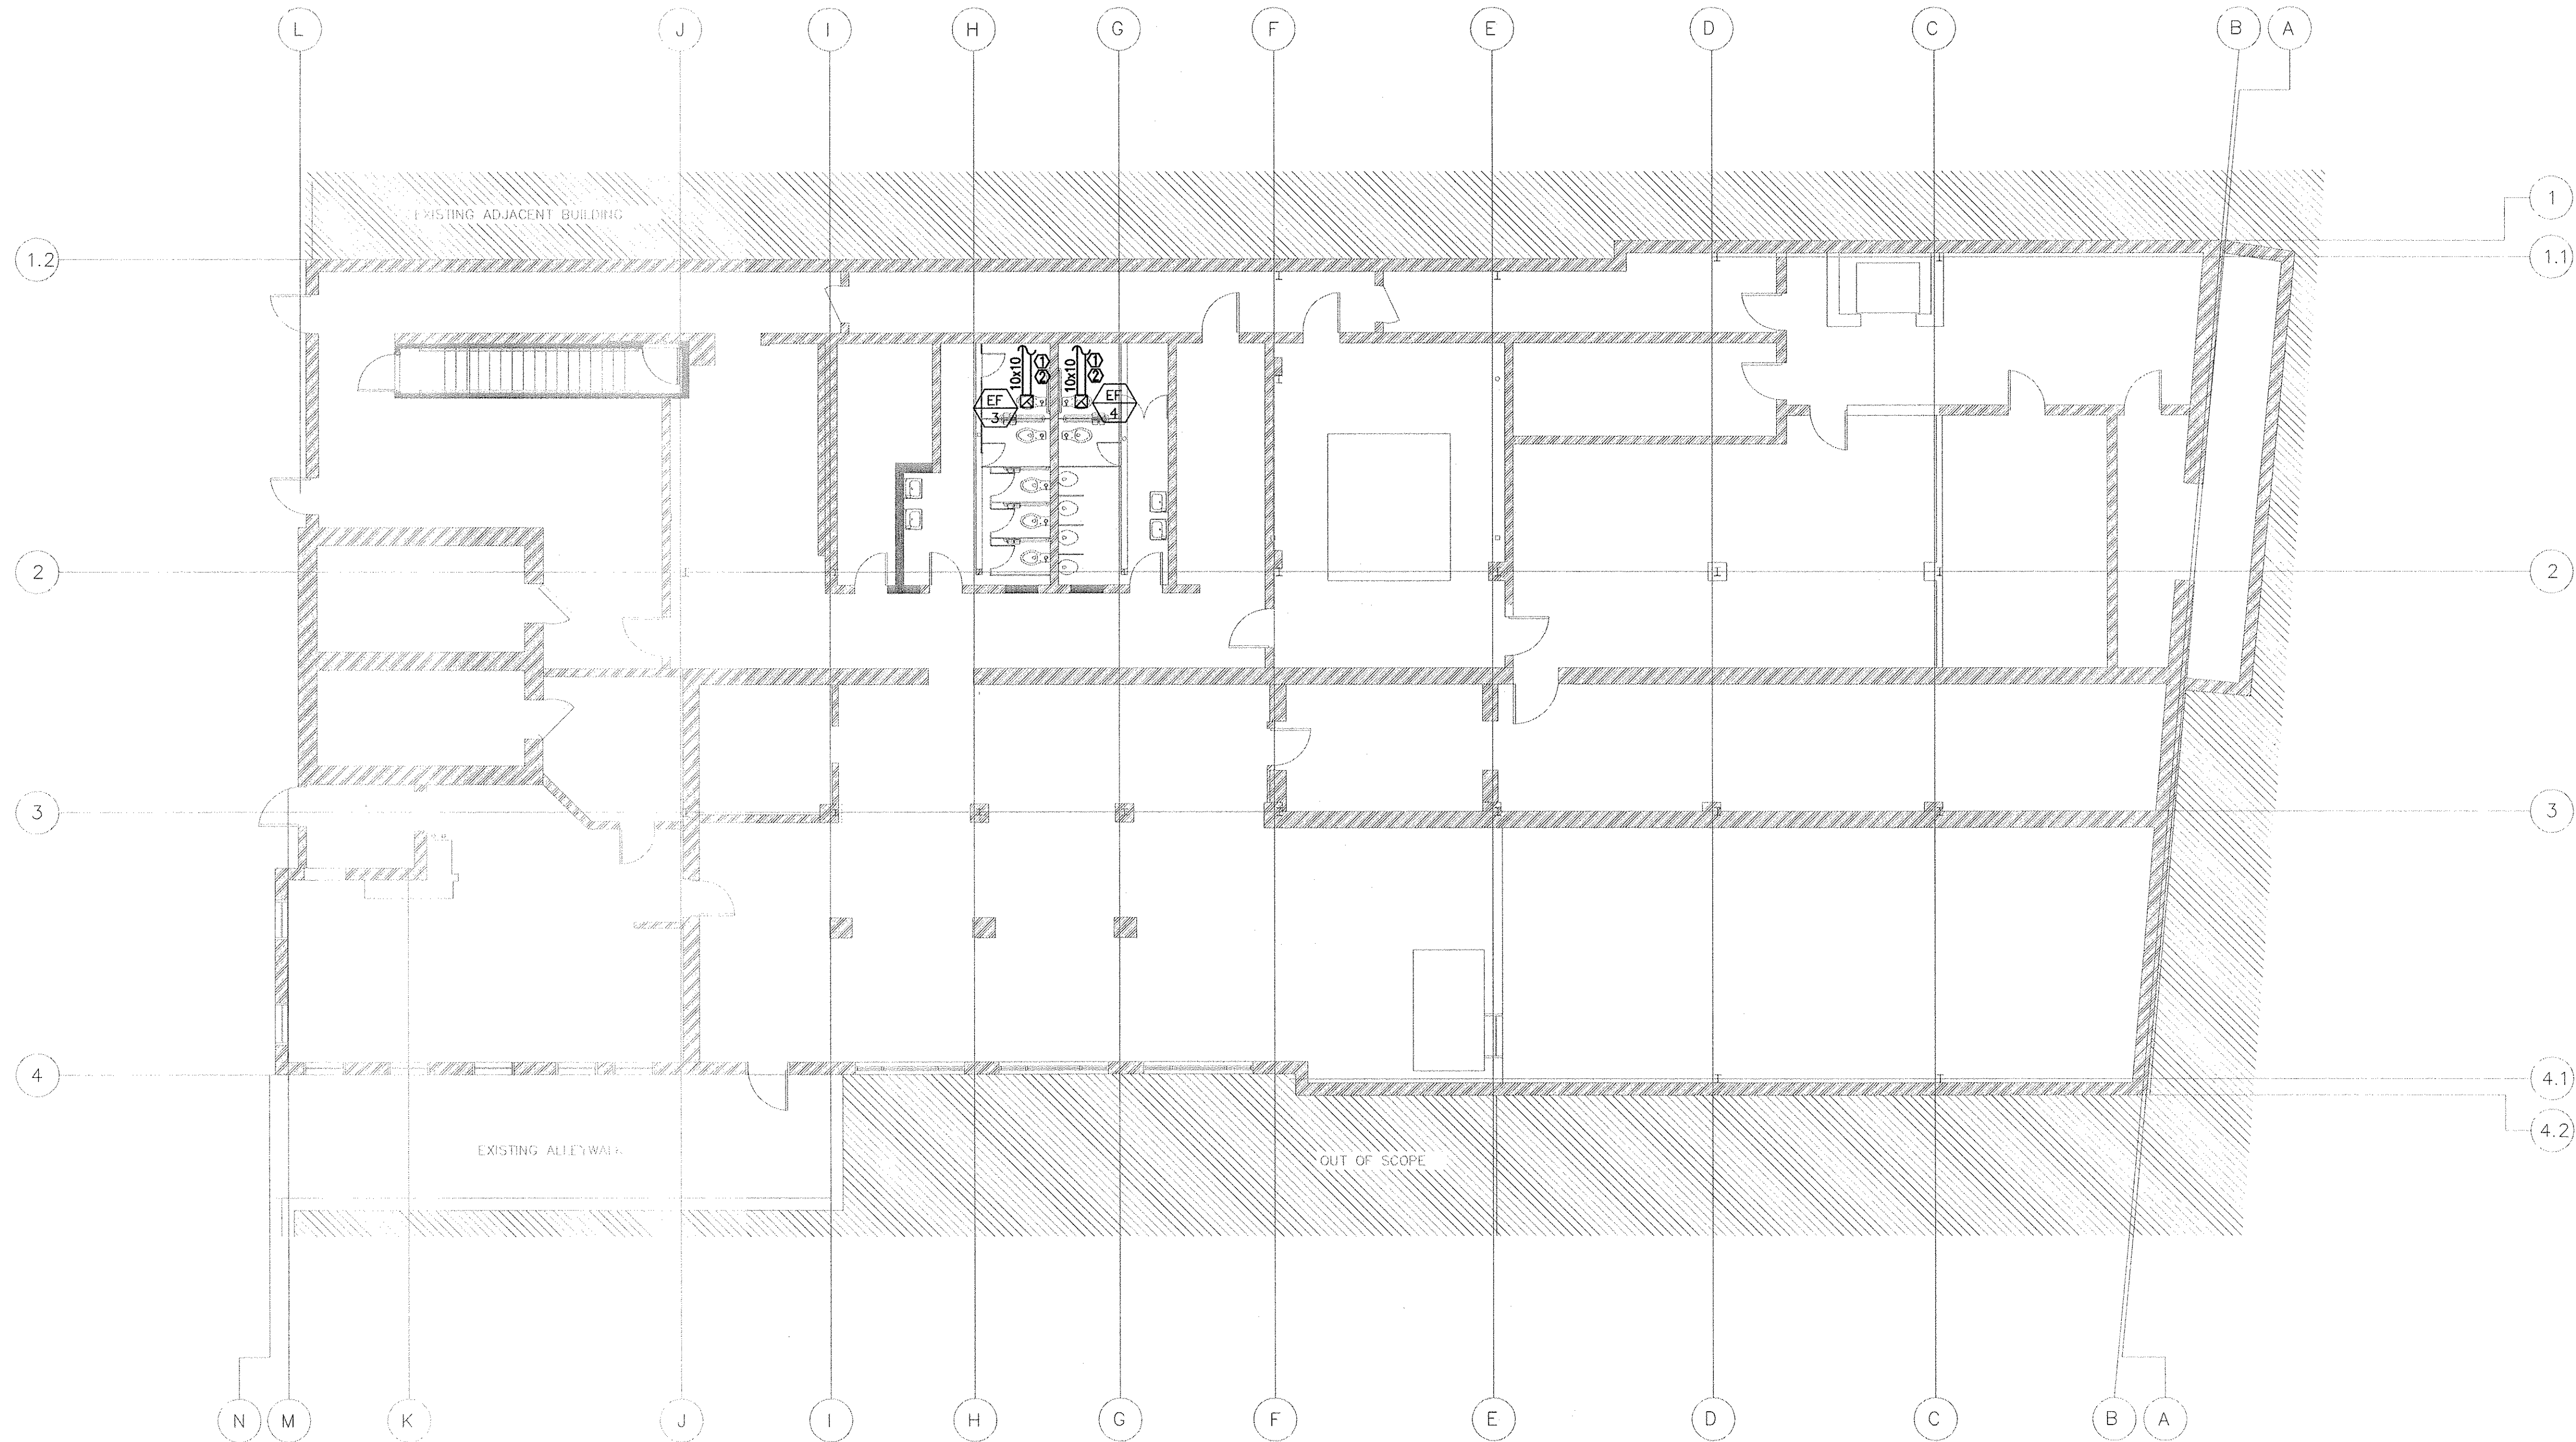 L J I H G F E D C B A
1
EXISTING ADJACENT BUILDING
1.2
1.1
10x10 1 10x10 1
2 2
EF EF
3 4
2 2
3 3
4
4.1
4.2
EXISTING ALLEYWALK
OUT OF SCOPE
N M K J I H G F E D C B A